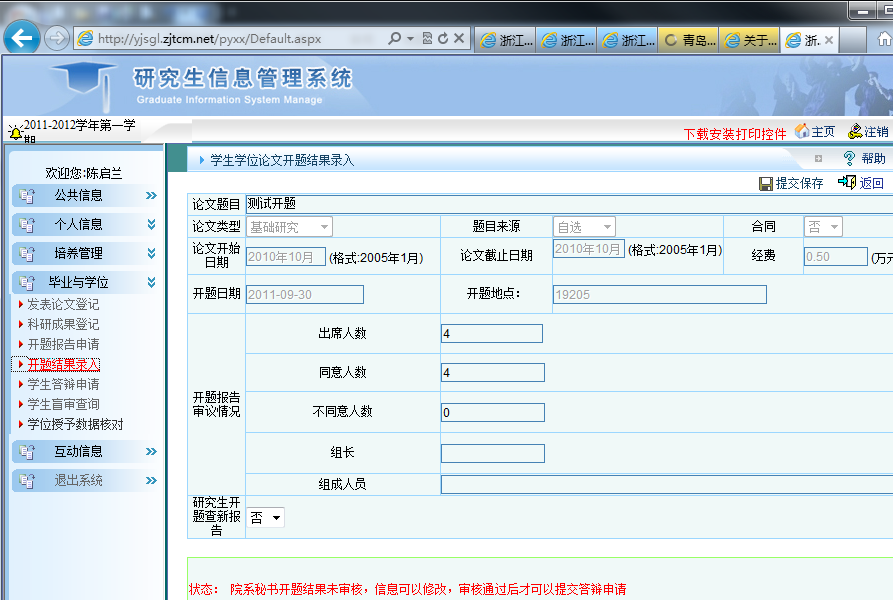 http://yjsgl.zjtcm.net/pyxx/Default.aspx
浙江... 浙江... 浙江... 青岛... 关于... 浙.
研究生信息管理系统
Graduate Information System Manage
2011-2012学年第一学
期
下载安装打印控件 主页 注销
欢迎您:陈启兰
公共信息
个人信息
培养管理
毕业与学位
发表论文登记
科研成果登记
开题报告申请
开题结果录入
学生答辩申请
学生盲审查询
学位授予数据核对
互动信息
退出系统
学生学位论文开题结果录入
帮助
提交保存 返回
论文题目 测试开题
论文类型 基础研究 题目来源 自选 合同 否
论文开始
日期 2010年10月 (格式:2005年1月) 论文截止日期 2010年10月 (格式:2005年1月) 经费 0.50 (万元
开题日期 2011-09-30 开题地点： 19205
开题报告
审议情况
出席人数 4
同意人数 4
不同意人数 0
组长
组成人员
研究生开
题查新报
告 否
状态： 院系秘书开题结果未审核，信息可以修改，审核通过后才可以提交答辩申请